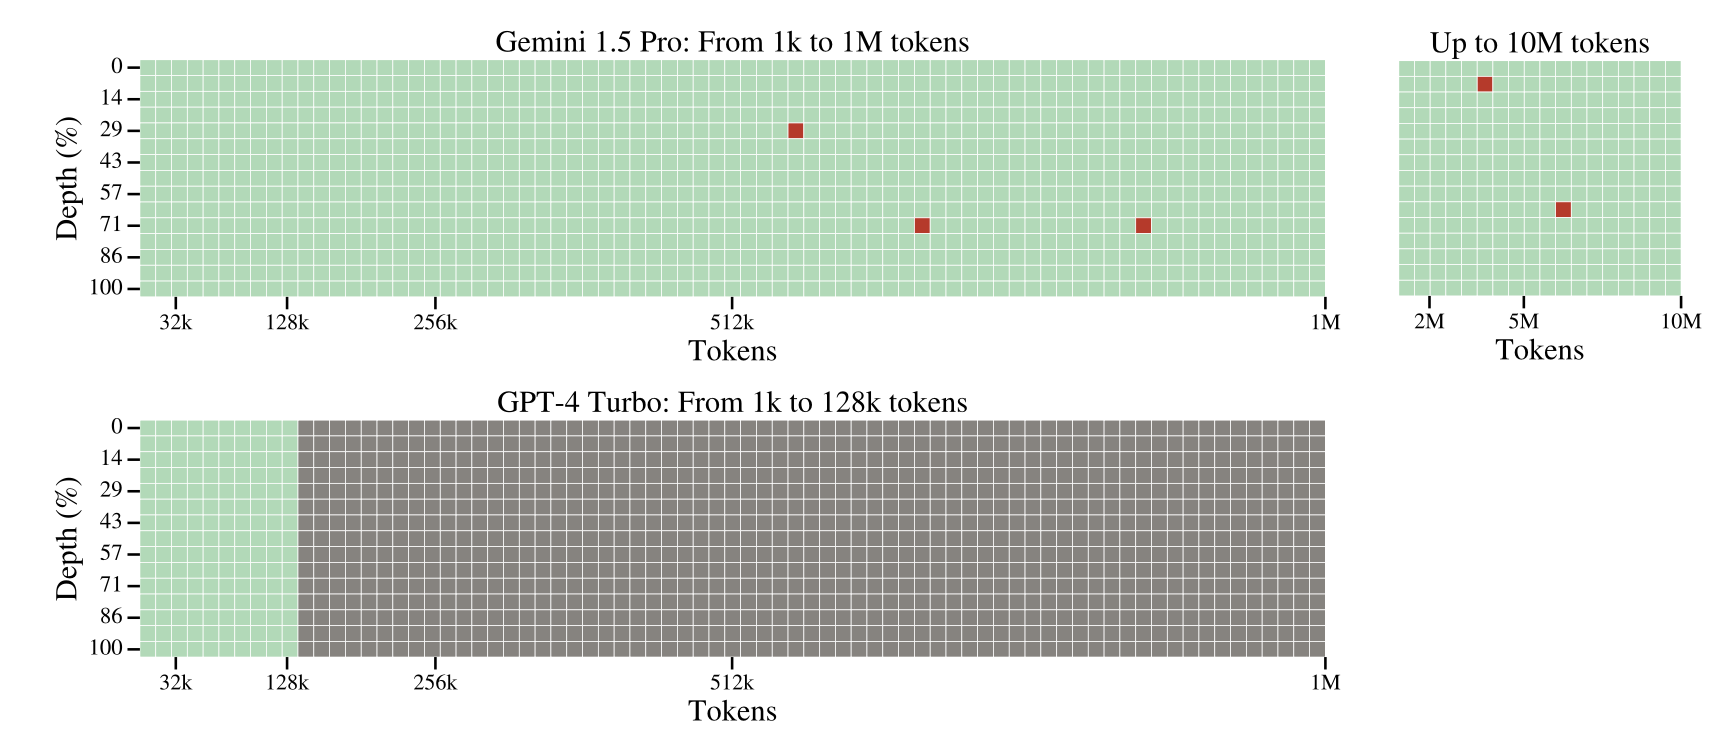 Gemini 1.5 Pro: From 1k to 1M tokens
Depth (%)
0
14
29
43
57
71
86
100
32k 128k 256k 512k 1M
Tokens
Up to 10M tokens
2M 5M 10M
Tokens
GPT-4 Turbo: From 1k to 128k tokens
Depth (%)
0
14
29
43
57
71
86
100
32k 128k 256k 512k 1M
Tokens